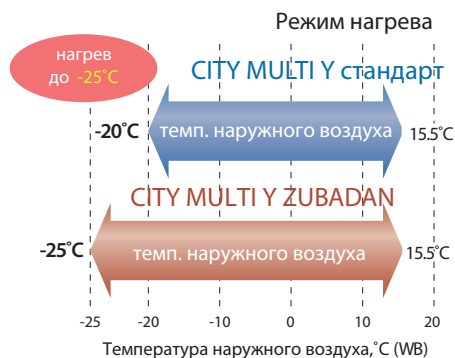 Режим нагрева
нагрев
до -25˚C
CITY MULTI Y стандарт
-20˚C
темп. наружного воздуха
15.5˚C
CITY MULTI Y ZUBADAN
-25˚C
темп. наружного воздуха
15.5˚C
-25 -20 -10 0 10 20
Температура наружного воздуха,˚C (WB)